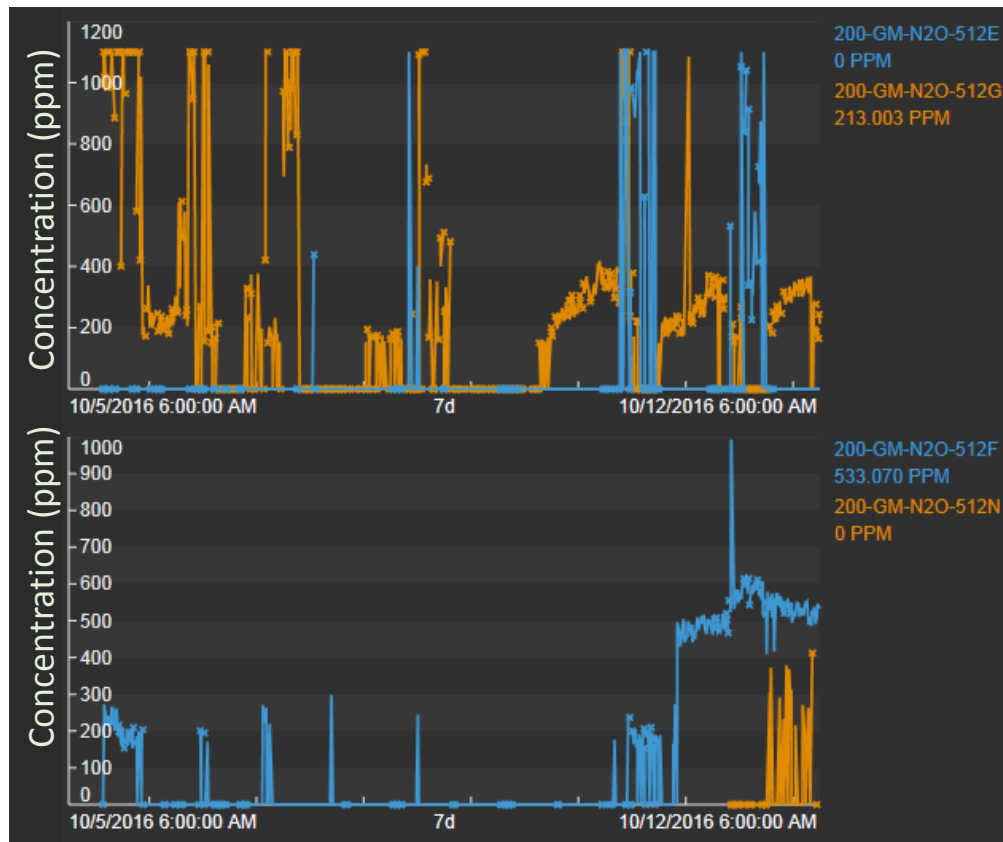 Concentration (ppm)
1200
1000
800
600
400
200
0
10/5/2016 6:00:00 AM 7d 10/12/2016 6:00:00 AM
200-GM-N2O-512E
0 PPM
200-GM-N2O-512G
213.003 PPM
Concentration (ppm)
1000
900
800
700
600
500
400
300
200
100
0
10/5/2016 6:00:00 AM 7d 10/12/2016 6:00:00 AM
200-GM-N2O-512F
533.070 PPM
200-GM-N2O-512N
0 PPM